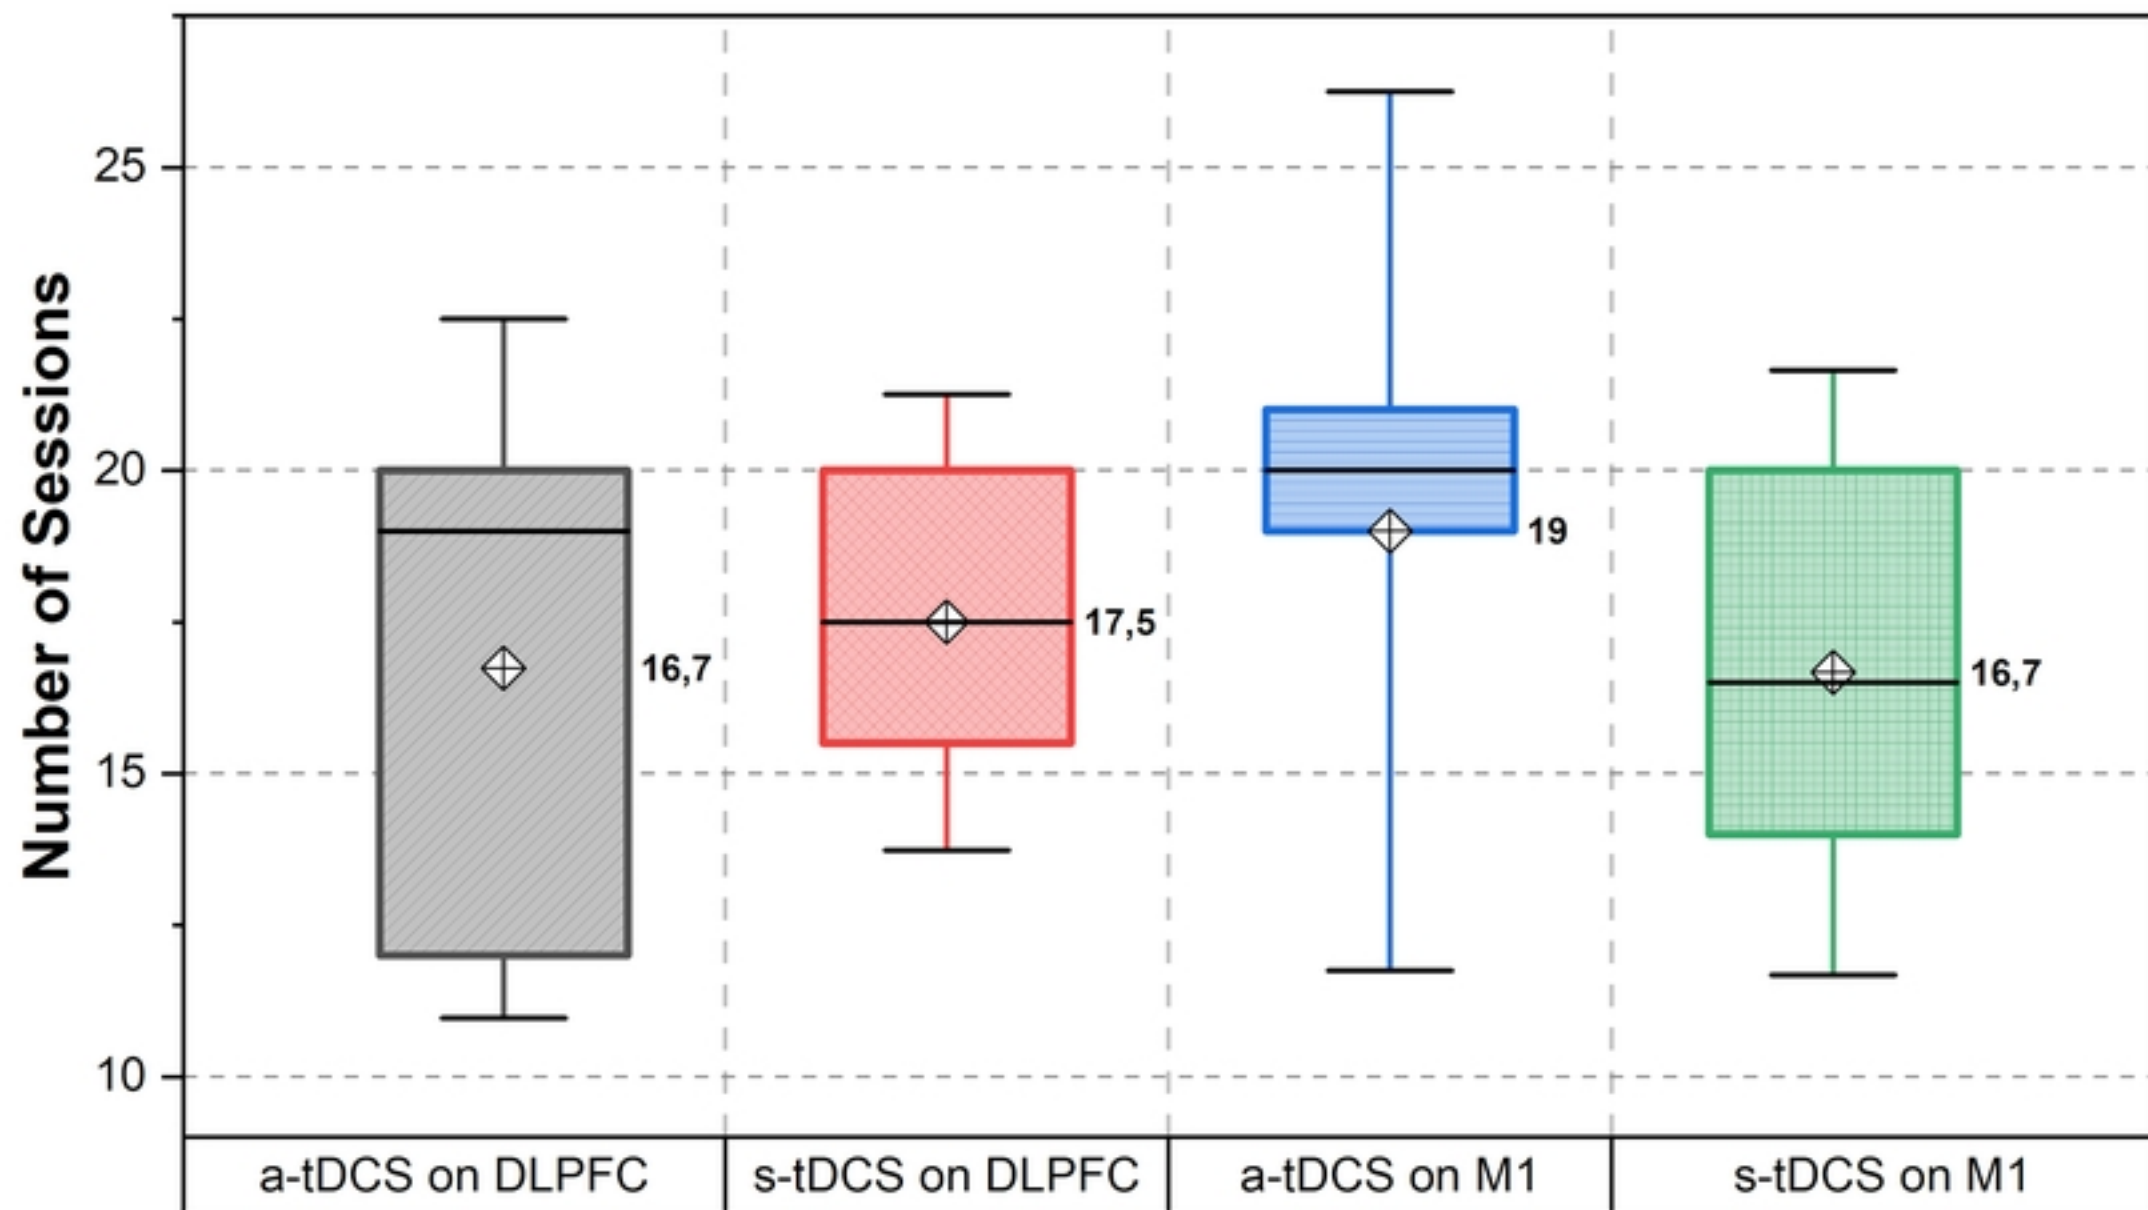 Number of Sessions
25
20
15
10
16,7
17,5
19
16,7
a-tDCS on DLPFC
s-tDCS on DLPFC
a-tDCS on M1
s-tDCS on M1